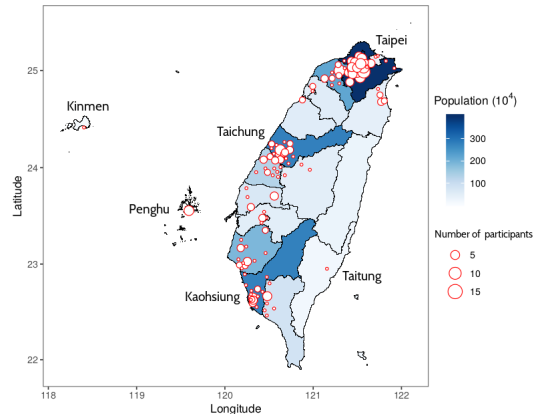 Taipei
Kinmen
Taichung
Penghu
Taitung
Kaohsiung
25
24
23
22
Latitude
118
119
120
121
122
Longitude
Population (10⁴)
300
200
100
Number of participants
5
10
15